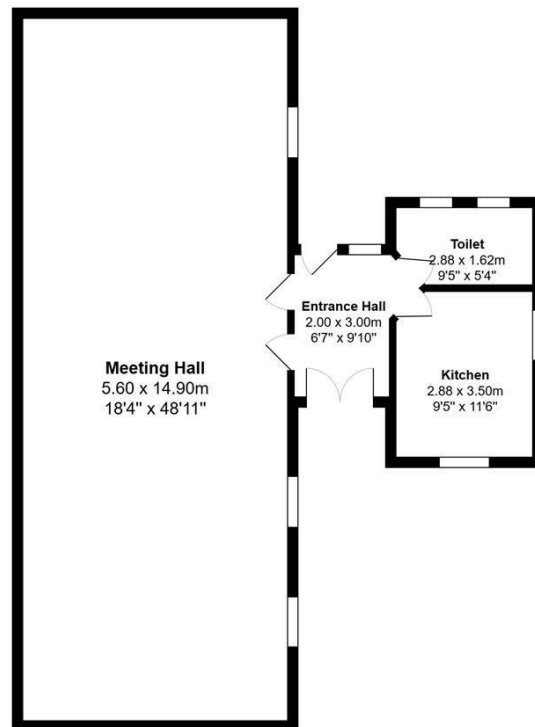 Toilet
2.88 x 1.62m
9'5" x 5'4"
Entrance Hall
2.00 x 3.00m
6'7" x 9'10"
Meeting Hall
5.60 x 14.90m
18'4" x 48'11"
Kitchen
2.88 x 3.50m
9'5" x 11'6"